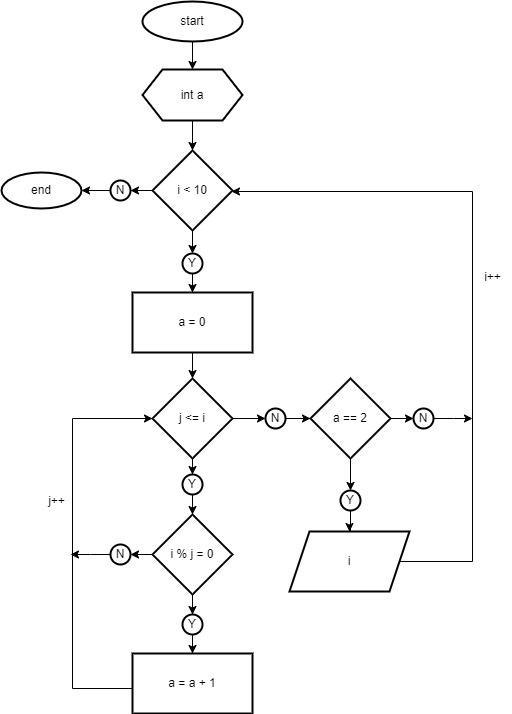 start
int a
i < 10
N
end
Y
i++
a = 0
j <= i
N
a == 2
N
Y
j++
Y
i
N
i % j = 0
Y
a = a + 1